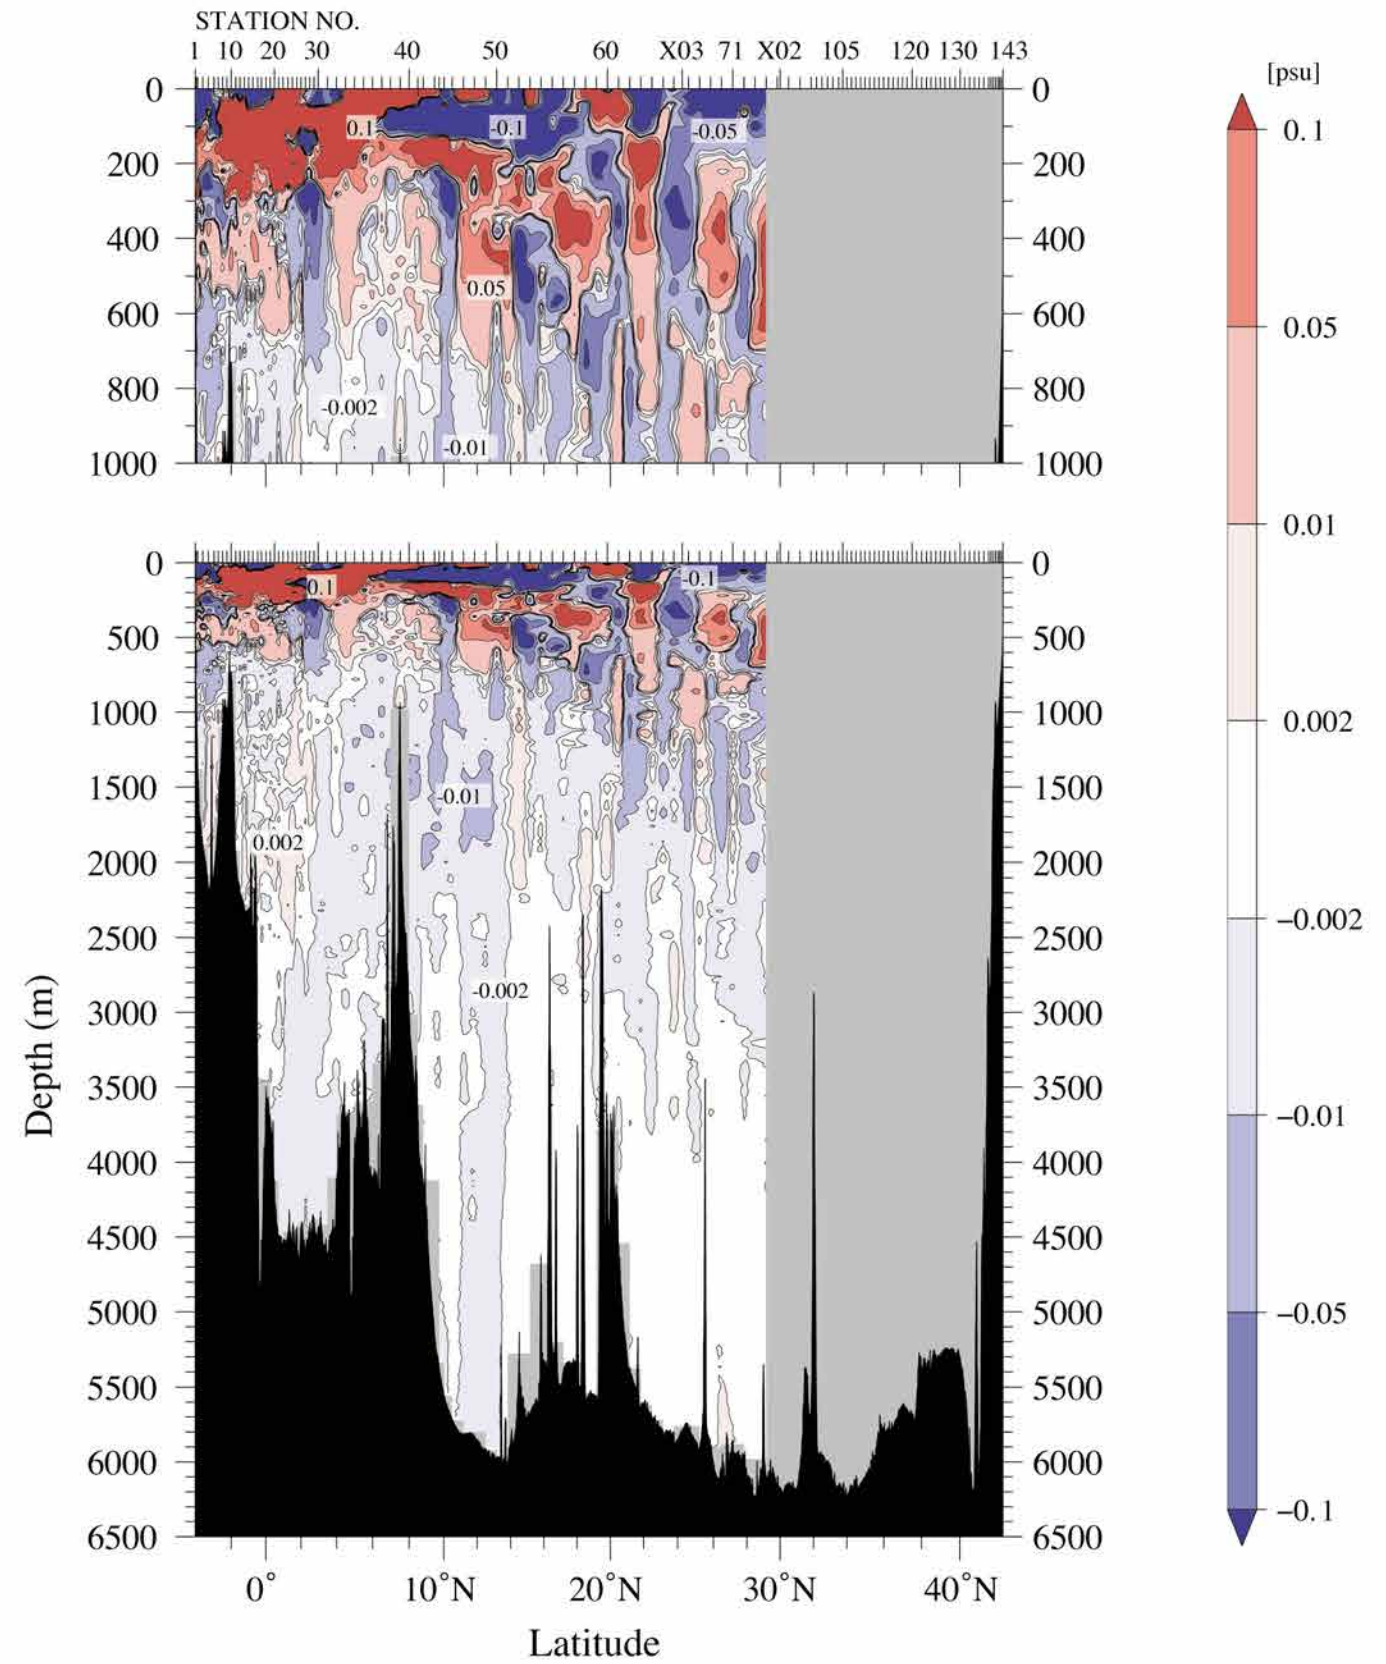 STATION NO.
1 10 20 30 40 50 60 X03 71 X02 105 120 130 143
[psu]
0 0
0.1 -0.1 -0.05 0.1
200 200
400 400
0.05
600 600 0.05
800 800
-0.002
-0.01
1000 1000
0.01
0 0
0.1 -0.1
500 500
1000 1000 0.002
1500 1500
-0.01
0.002
2000 2000
−0.002
2500 2500
-0.002
3000 3000
3500 3500
−0.01
4000 4000
4500 4500
5000 5000 −0.05
5500 5500
6000 6000
−0.1
6500 6500
Depth (m)
0° 10°N 20°N 30°N 40°N
Latitude